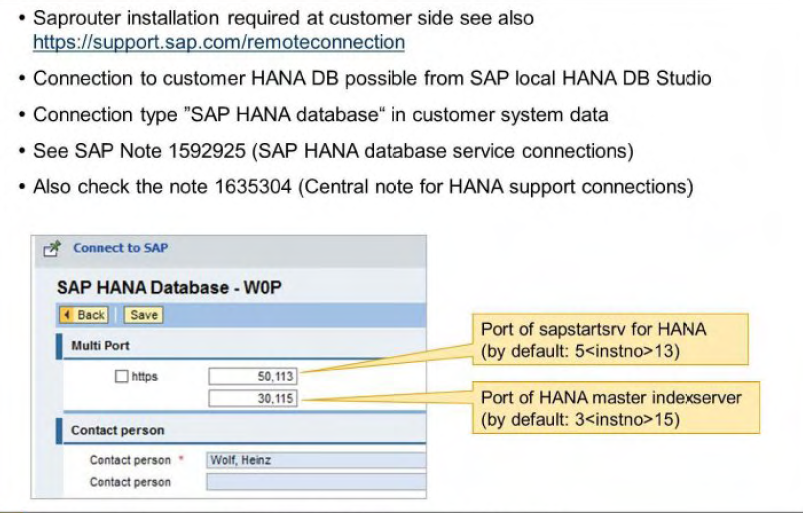 • Saprouter installation required at customer side see also
https://support.sap.com/remoteconnection
• Connection to customer HANA DB possible from SAP local HANA DB Studio
• Connection type ”SAP HANA database“ in customer system data
• See SAP Note 1592925 (SAP HANA database service connections)
• Also check the note 1635304 (Central note for HANA support connections)
Connect to SAP
SAP HANA Database - W0P
Back Save
Multi Port
https 50,113
30,115
Port of sapstartsrv for HANA
(by default: 5<instno>13)
Port of HANA master indexserver
(by default: 3<instno>15)
Contact person
Contact person * Wolf, Heinz
Contact person